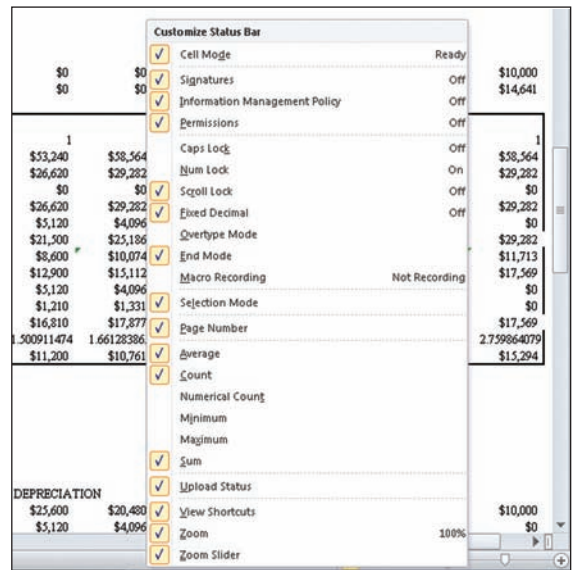 Customize Status Bar
Cell Mode Ready
Signatures Off
Information Management Policy Off
Permissions Off
Caps Lock Off
Num Lock On
Scroll Lock Off
Fixed Decimal Off
Overtype Mode
End Mode
Macro Recording Not Recording
Selection Mode
Page Number
Average
Count
Numerical Count
Minimum
Maximum
Sum
Upload Status
View Shortcuts
Zoom 100%
Zoom Slider
$0 $0 $10,000
$0 $0 $14,641
1 1
$53,240 $58,564 $58,564
$26,620 $29,282 $29,282
$0 $0 $0
$26,620 $29,282 $29,282
$5,120 $4,096 $0
$21,500 $25,186 $29,282
$8,600 $10,074 $11,713
$12,900 $15,112 $17,569
$5,120 $4,096 $0
$1,210 $1,331 $0
$16,810 $17,877 $17,569
1.500911474 1.66128386 2.759864079
$11,200 $10,761 $15,294
DEPRECIATION
$25,600 $20,480 $10,000
$5,120 $4,096 $0